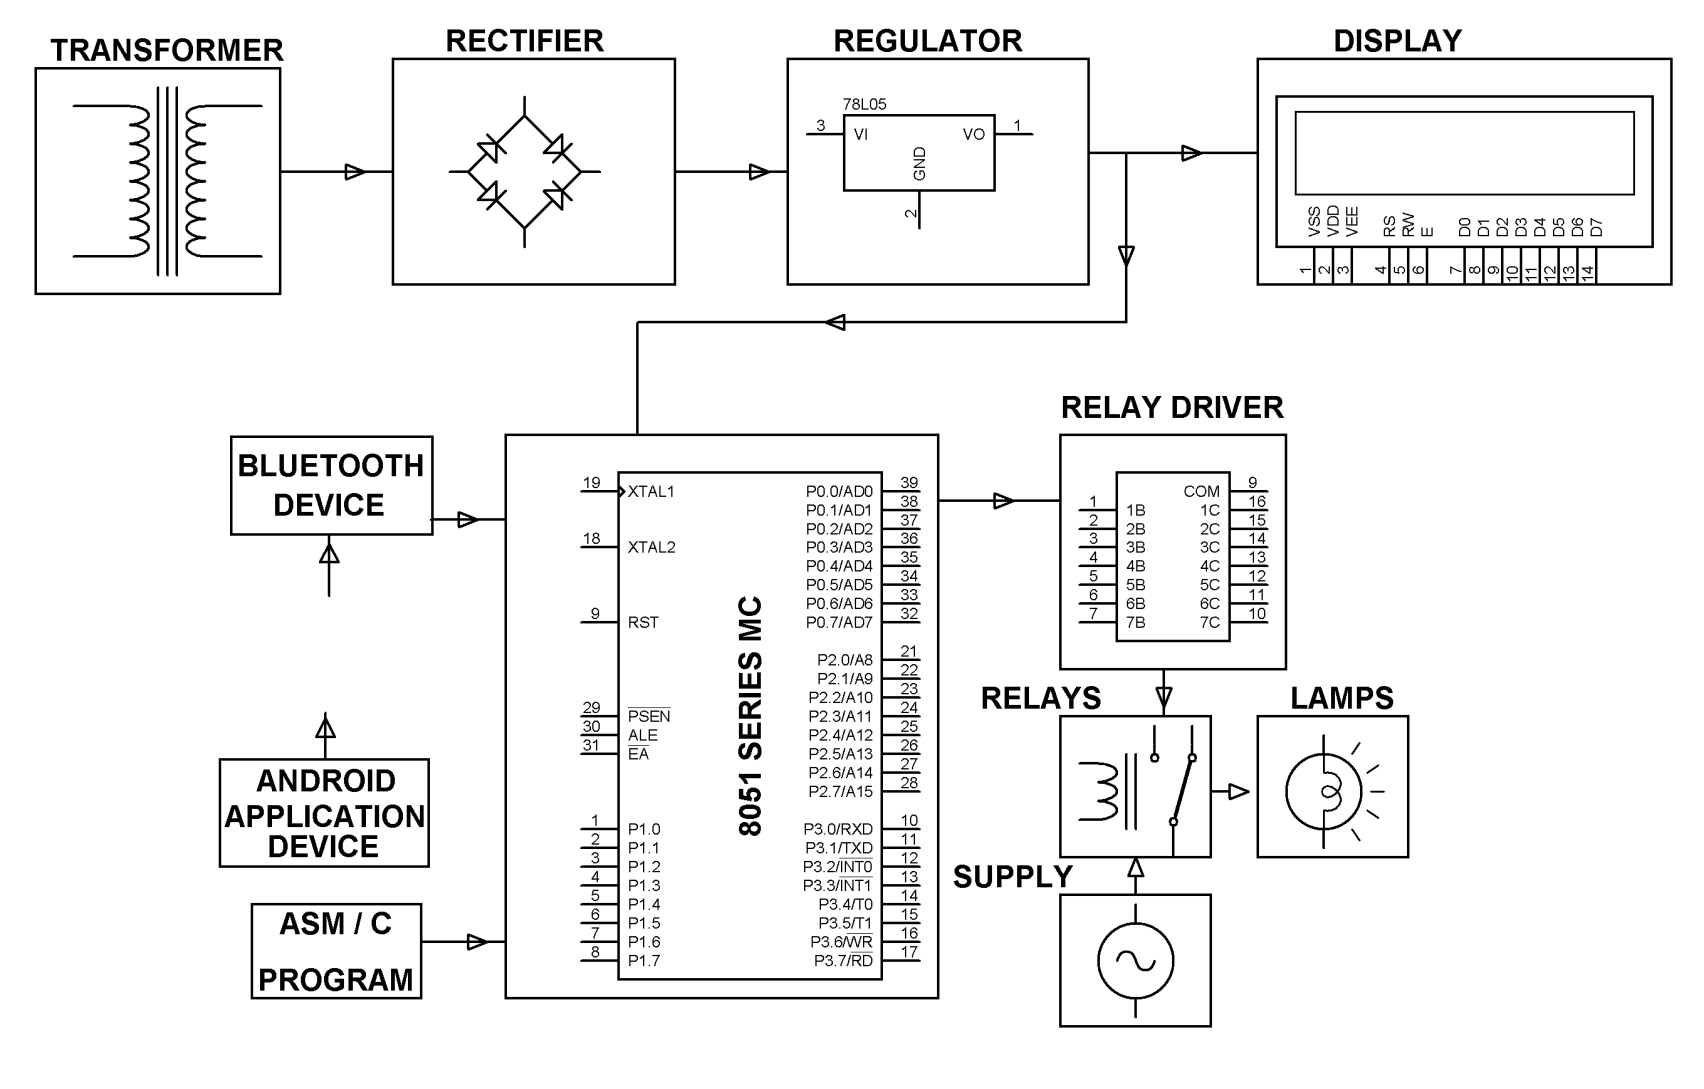 TRANSFORMER
RECTIFIER
REGULATOR
DISPLAY
78L05
3
VI
VO
1
GND
2
VSS
VDD
VEE
RS
RW
E
D0
D1
D2
D3
D4
D5
D6
D7
1
2
3
4
5
6
7
8
9
10
11
12
13
14
BLUETOOTH
DEVICE
ANDROID
APPLICATION
DEVICE
ASM / C
PROGRAM
19 XTAL1
18 XTAL2
9 RST
29 PSEN
30 ALE
31 EA
1 P1.0
2 P1.1
3 P1.2
4 P1.3
5 P1.4
6 P1.5
7 P1.6
8 P1.7
8051 SERIES MC
P0.0/AD0 39
P0.1/AD1 38
P0.2/AD2 37
P0.3/AD3 36
P0.4/AD4 35
P0.5/AD5 34
P0.6/AD6 33
P0.7/AD7 32
P2.0/A8 21
P2.1/A9 22
P2.2/A10 23
P2.3/A11 24
P2.4/A12 25
P2.5/A13 26
P2.6/A14 27
P2.7/A15 28
P3.0/RXD 10
P3.1/TXD 11
P3.2/INT0 12
P3.3/INT1 13
P3.4/T0 14
P3.5/T1 15
P3.6/WR 16
P3.7/RD 17
RELAY DRIVER
COM 9
1 1B 1C 16
2 2B 2C 15
3 3B 3C 14
4 4B 4C 13
5 5B 5C 12
6 6B 6C 11
7 7B 7C 10
RELAYS
LAMPS
SUPPLY